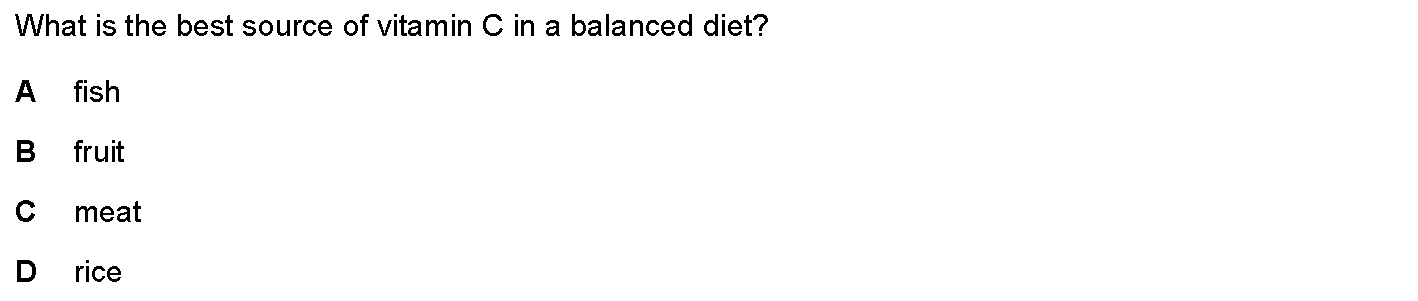 What is the best source of vitamin C in a balanced diet?
A fish
B fruit
C meat
D rice